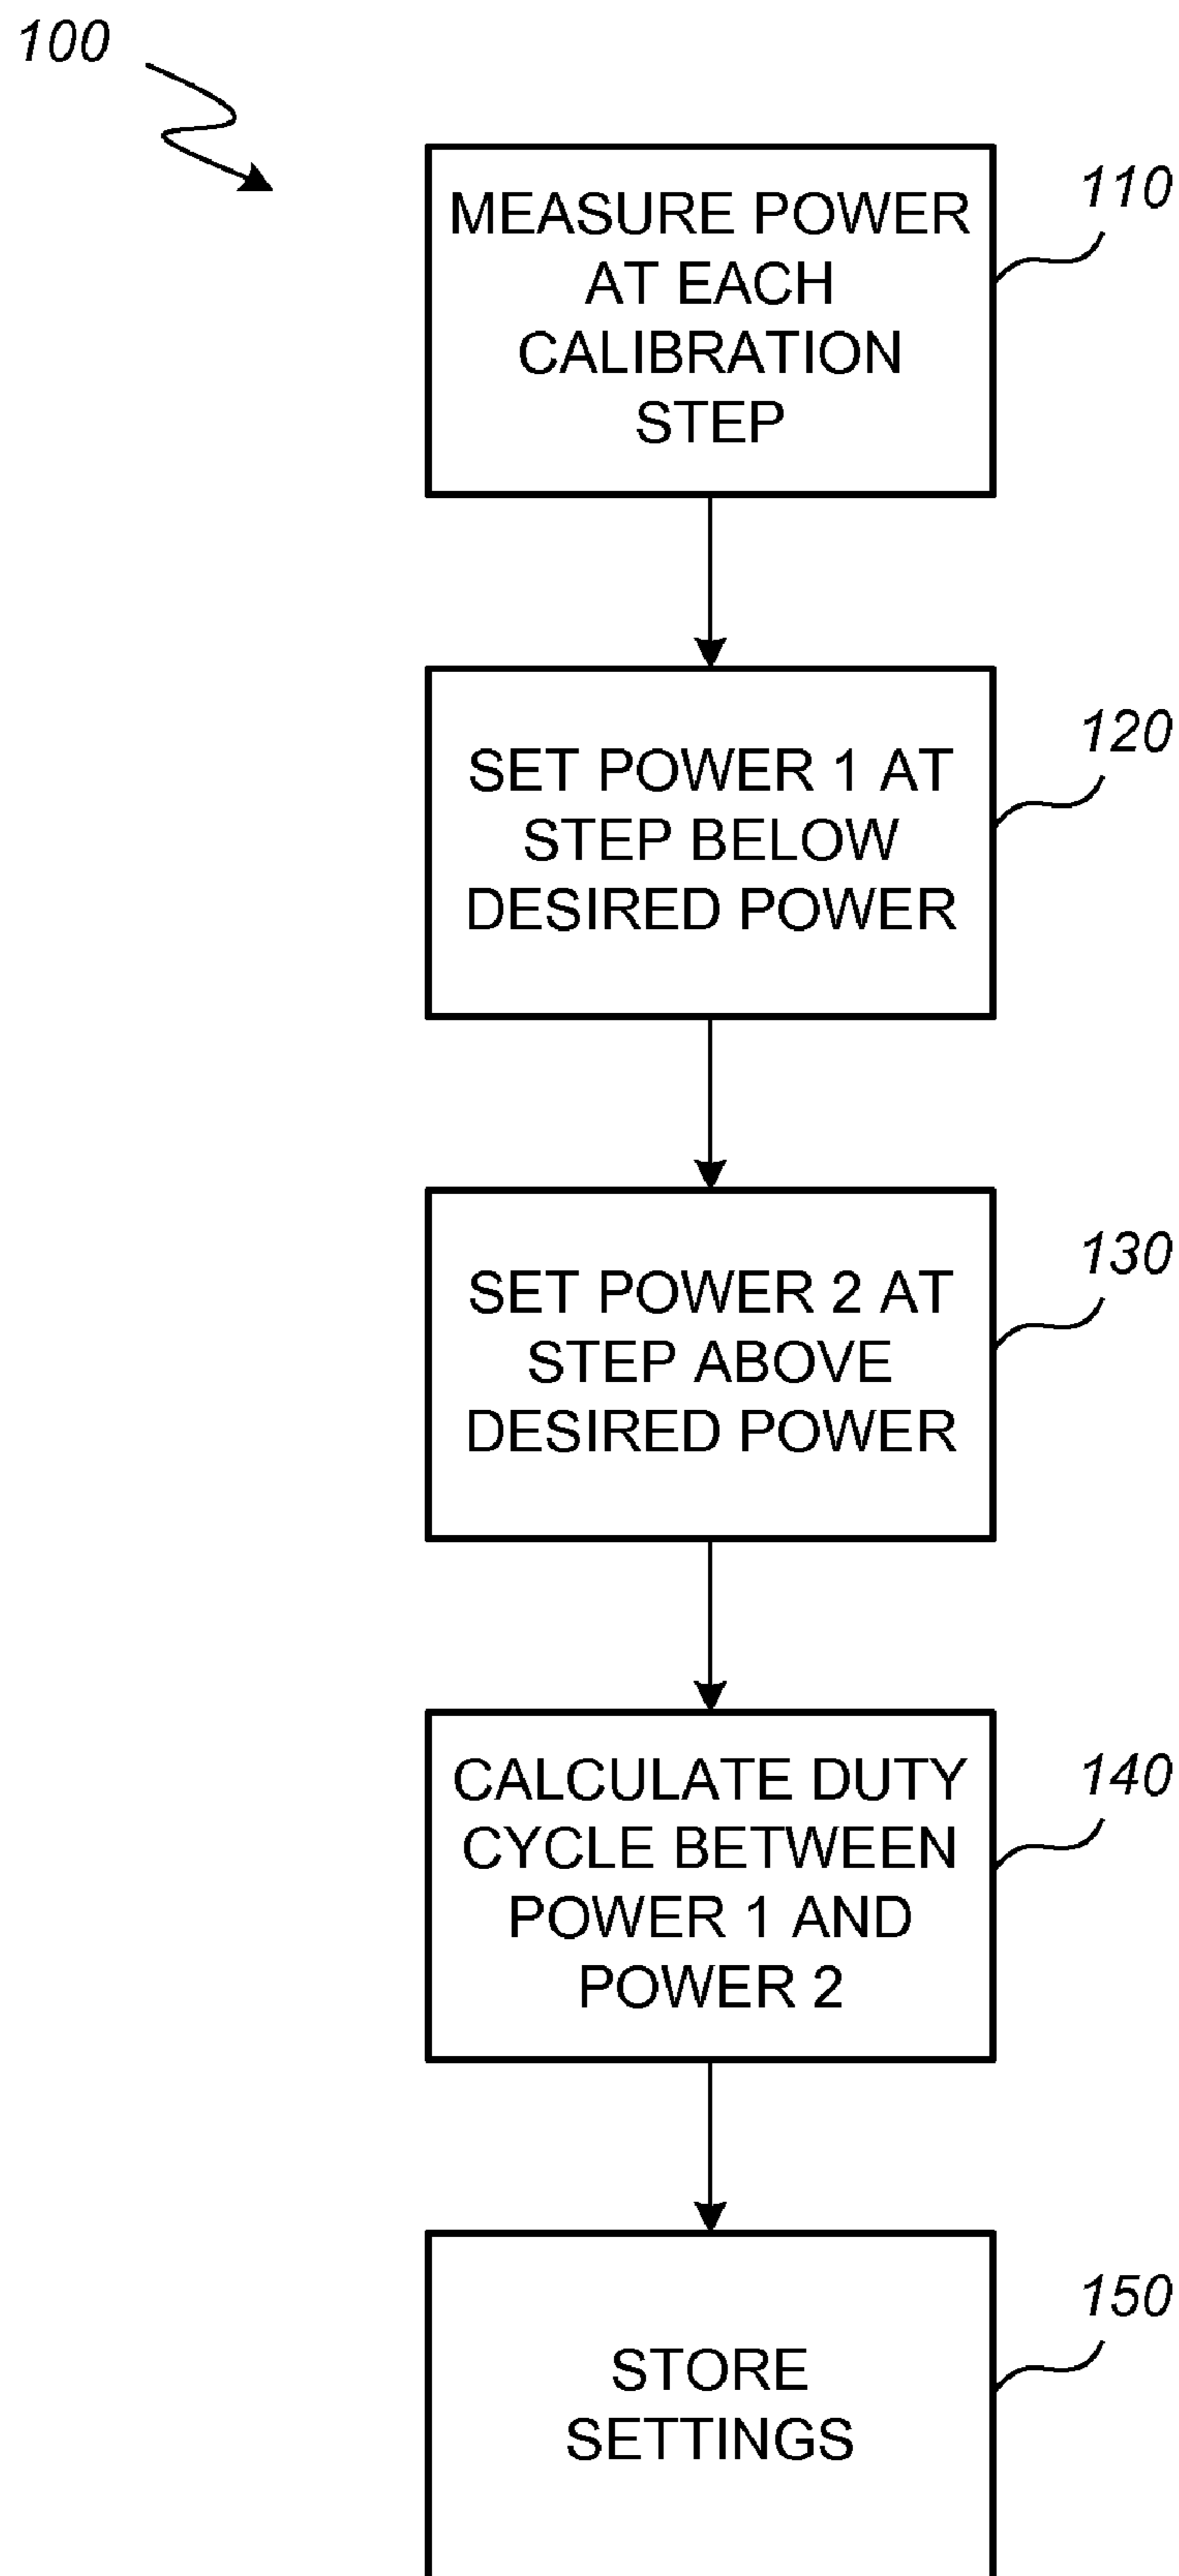 100
MEASURE POWER
AT EACH
CALIBRATION
STEP
110
SET POWER 1 AT
STEP BELOW
DESIRED POWER
120
SET POWER 2 AT
STEP ABOVE
DESIRED POWER
130
CALCULATE DUTY
CYCLE BETWEEN
POWER 1 AND
POWER 2
140
STORE
SETTINGS
150